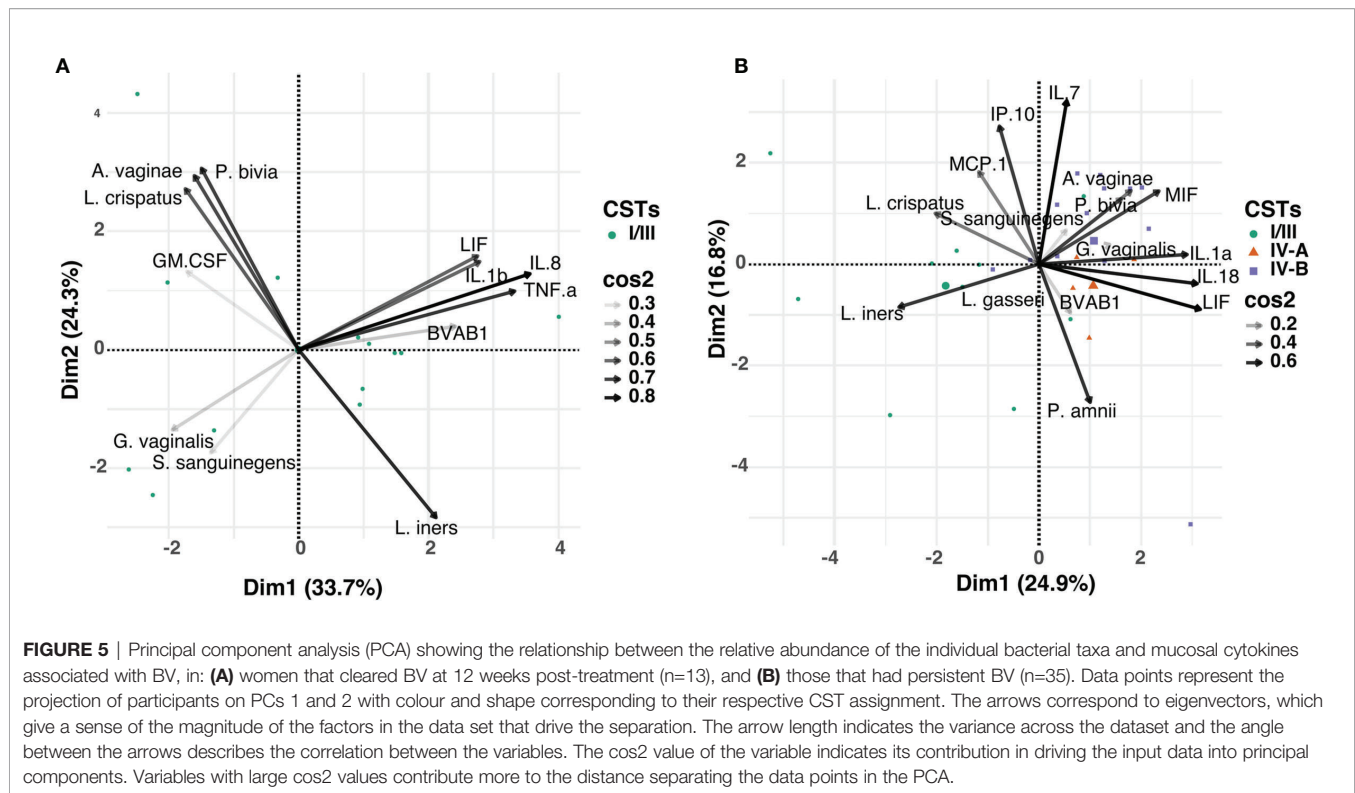 A
4
2
0
-2
Dim2 (24.3%)
A. vaginae
P. bivia
L. crispatus
GM.CSF
LIF
IL.1b
IL.8
TNF.a
BVAB1
G. vaginalis
S. sanguinegens
L. iners
-2
0
2
4
Dim1 (33.7%)
CSTs
I/III
cos2
0.3
0.4
0.5
0.6
0.7
0.8
B
2
0
-2
-4
Dim2 (16.8%)
IL.7
IP.10
MCP.1
A. vaginae
MIF
L. crispatus
P. bivia
S. sanguinegens
G. vaginalis
IL.1a
IL.18
L. iners
L. gasseri
BVAB1
LIF
P. amnii
-4
-2
0
2
Dim1 (24.9%)
CSTs
I/III
IV-A
IV-B
cos2
0.2
0.4
0.6
FIGURE 5 | Principal component analysis (PCA) showing the relationship between the relative abundance of the individual bacterial taxa and mucosal cytokines
associated with BV, in: (A) women that cleared BV at 12 weeks post-treatment (n=13), and (B) those that had persistent BV (n=35). Data points represent the
projection of participants on PCs 1 and 2 with colour and shape corresponding to their respective CST assignment. The arrows correspond to eigenvectors, which
give a sense of the magnitude of the factors in the data set that drive the separation. The arrow length indicates the variance across the dataset and the angle
between the arrows describes the correlation between the variables. The cos2 value of the variable indicates its contribution in driving the input data into principal
components. Variables with large cos2 values contribute more to the distance separating the data points in the PCA.